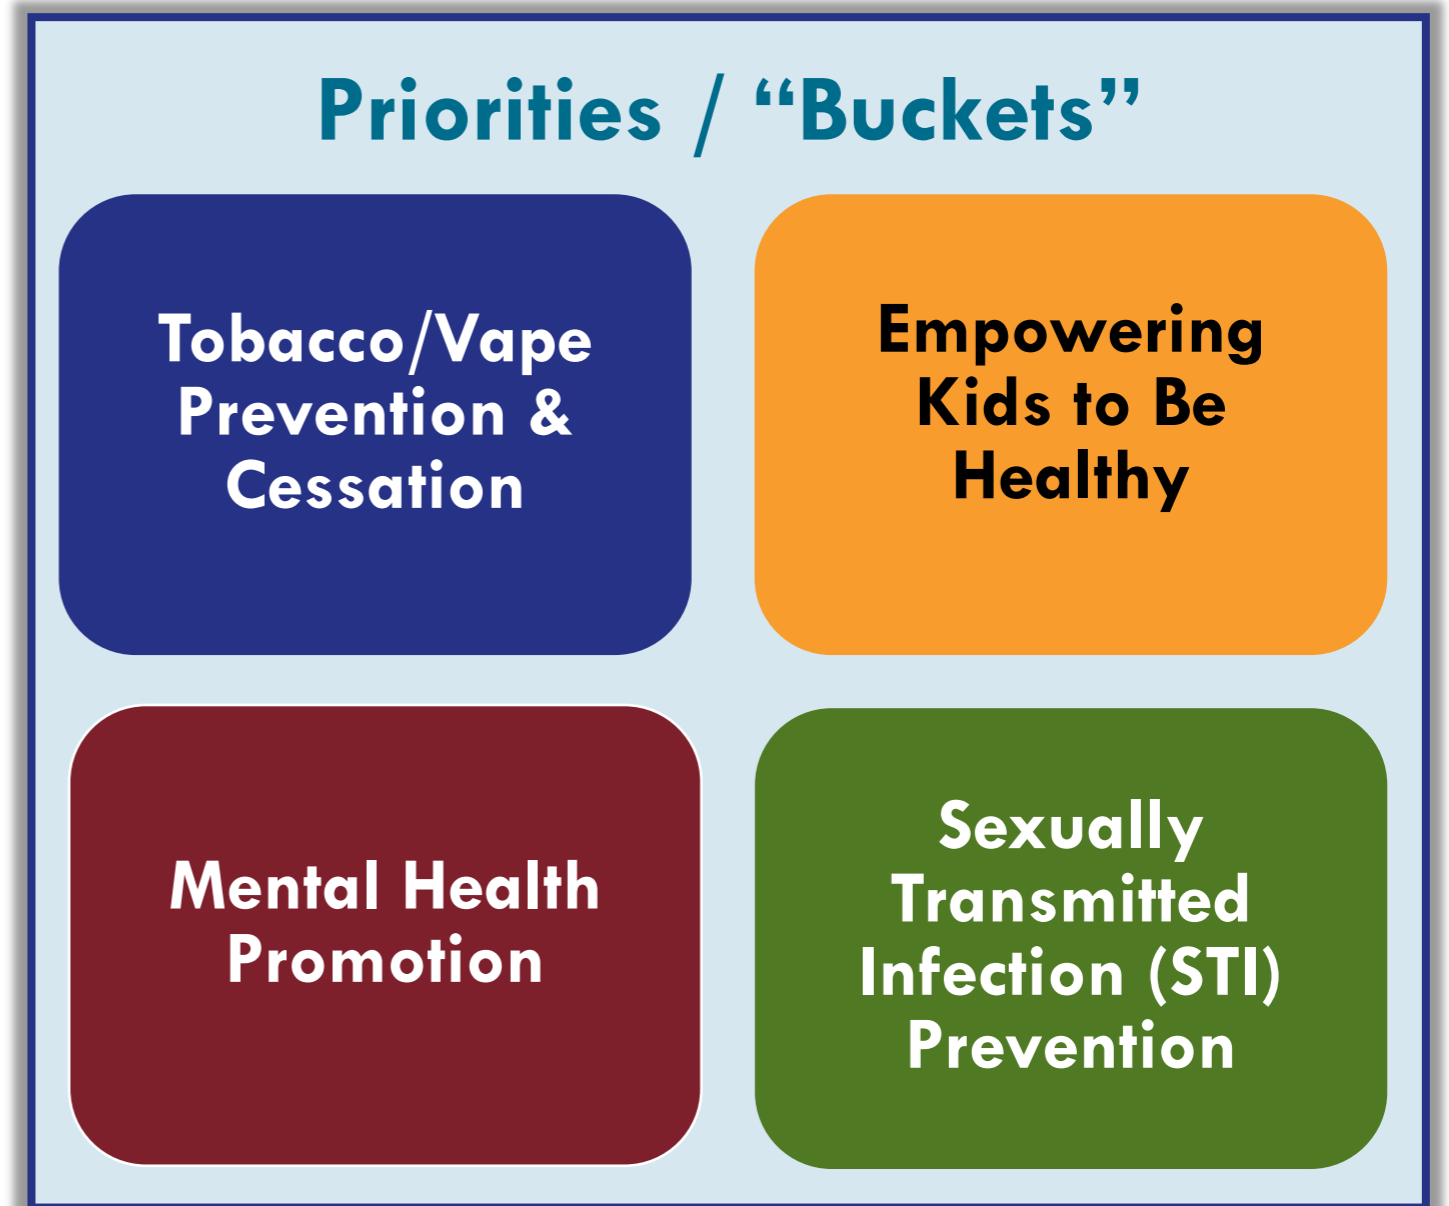 Priorities / “Buckets”
Tobacco/Vape
Prevention &
Cessation
Empowering
Kids to Be
Healthy
Mental Health
Promotion
Sexually
Transmitted
Infection (STI)
Prevention